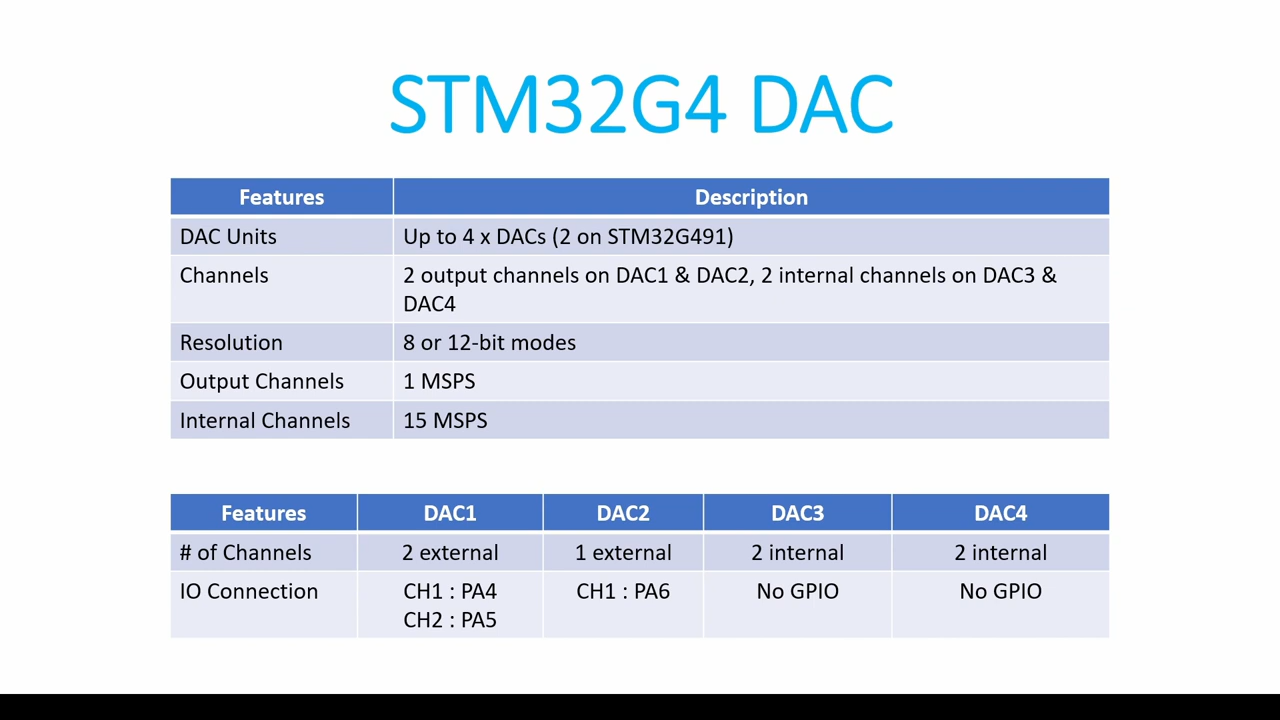 STM32G4 DAC
Features Description
DAC Units Up to 4 x DACs (2 on STM32G491)
Channels 2 output channels on DAC1 & DAC2, 2 internal channels on DAC3 &
DAC4
Resolution 8 or 12-bit modes
Output Channels 1 MSPS
Internal Channels 15 MSPS
Features DAC1 DAC2 DAC3 DAC4
# of Channels 2 external 1 external 2 internal 2 internal
IO Connection CH1 : PA4 CH1 : PA6 No GPIO No GPIO
CH2 : PA5